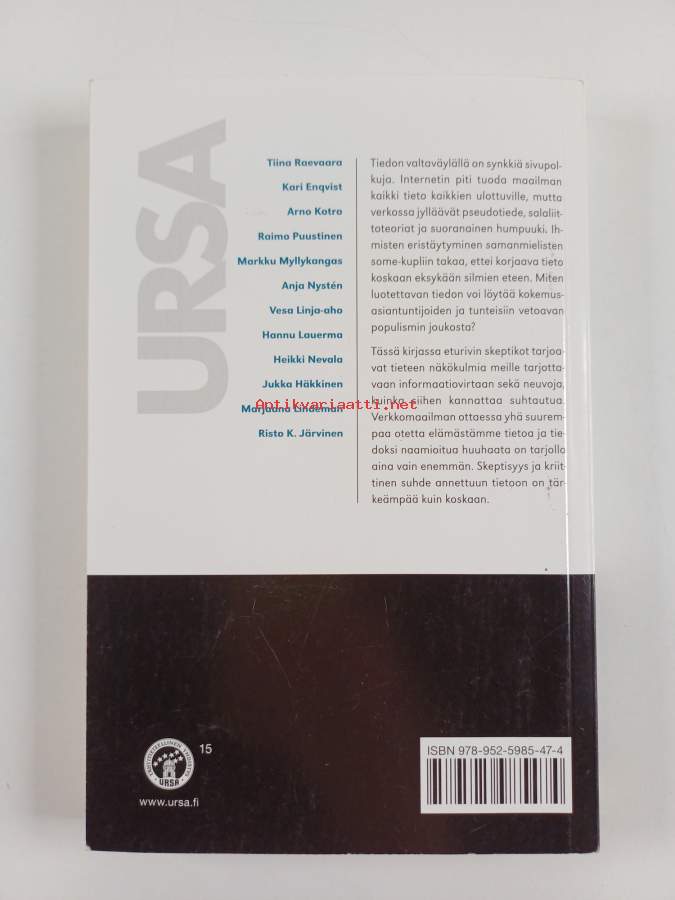 URSA
Tiina Raevaara
Kari Enqvist
Arno Kotro
Raimo Puustinen
Markku Myllykangas
Anja Nystén
Vesa Linja-aho
Hannu Lauerma
Heikki Nevala
Jukka Häkkinen
Marjaana Lindeman
Risto K. Järvinen
Tiedon valtaväylällä on synkkiä sivupol-
kuja. Internetin piti tuoda maailman
kaikki tieto kaikkien ulottuville, mutta
verkossa jylläävät pseudotiede, salaliit-
toteoriat ja suoranainen humpuuki. Ih-
misten eristäytyminen samanmielisten
some-kupliin takaa, ettei korjaava tieto
koskaan eksykään silmien eteen. Miten
luotettavan tiedon voi löytää kokemus-
asiantuntijoiden ja tunteisiin vetoavan
populismin joukosta?
Tässä kirjassa eturivin skeptikot tarjoa-
vat tieteen näkökulmia meille tarjotta-
vaan informaatiovirtaan sekä neuvoja,
kuinka siihen kannattaa suhtautua.
Verkkomaailman ottaessa yhä suurem-
paa otetta elämästämme tietoa ja tie-
doksi naamioitua huuhaata on tarjolla
aina vain enemmän. Skeptisyys ja kriit-
tinen suhde annettuun tietoon on tär-
keämpää kuin koskaan.
Antikvariaatti.net
TÄHTITIETEELLINEN YHDISTYS
URSA
15
www.ursa.fi
ISBN 978-952-5985-47-4